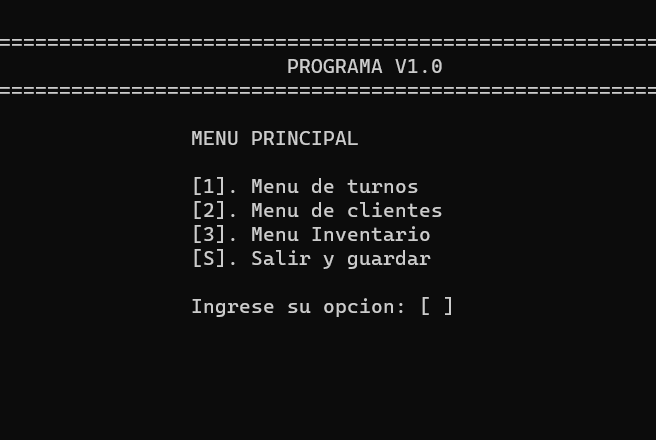 =======================================================
PROGRAMA V1.0
=======================================================
MENU PRINCIPAL
[1]. Menu de turnos
[2]. Menu de clientes
[3]. Menu Inventario
[S]. Salir y guardar
Ingrese su opcion: [ ]